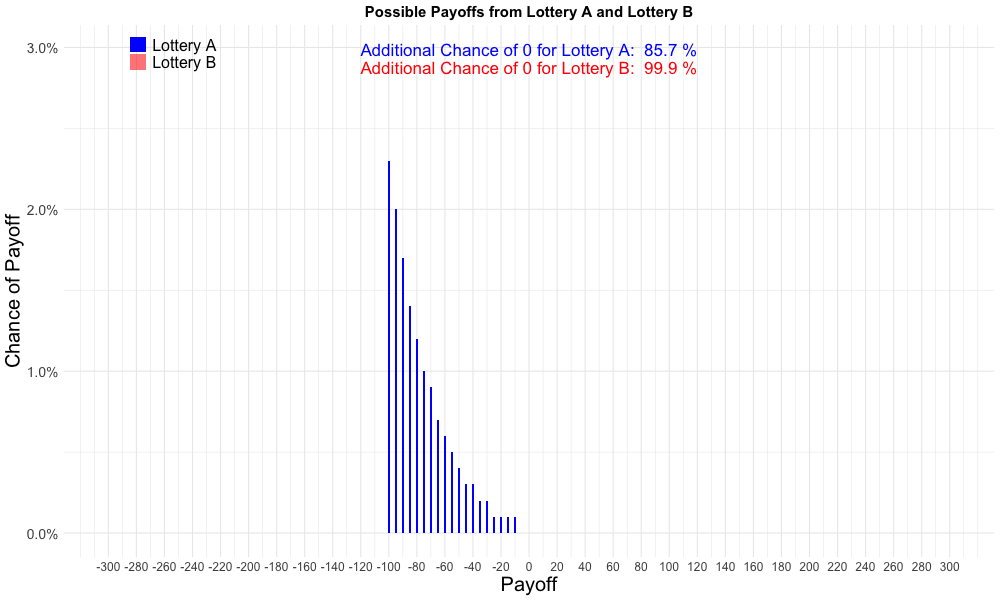 Possible Payoffs from Lottery A and Lottery B
Lottery A
Lottery B
Additional Chance of 0 for Lottery A:  85.7 %
Additional Chance of 0 for Lottery B:  99.9 %
Chance of Payoff
3.0%
2.0%
1.0%
0.0%
-300 -280 -260 -240 -220 -200 -180 -160 -140 -120 -100 -80 -60 -40 -20 0 20 40 60 80 100 120 140 160 180 200 220 240 260 280 300
Payoff